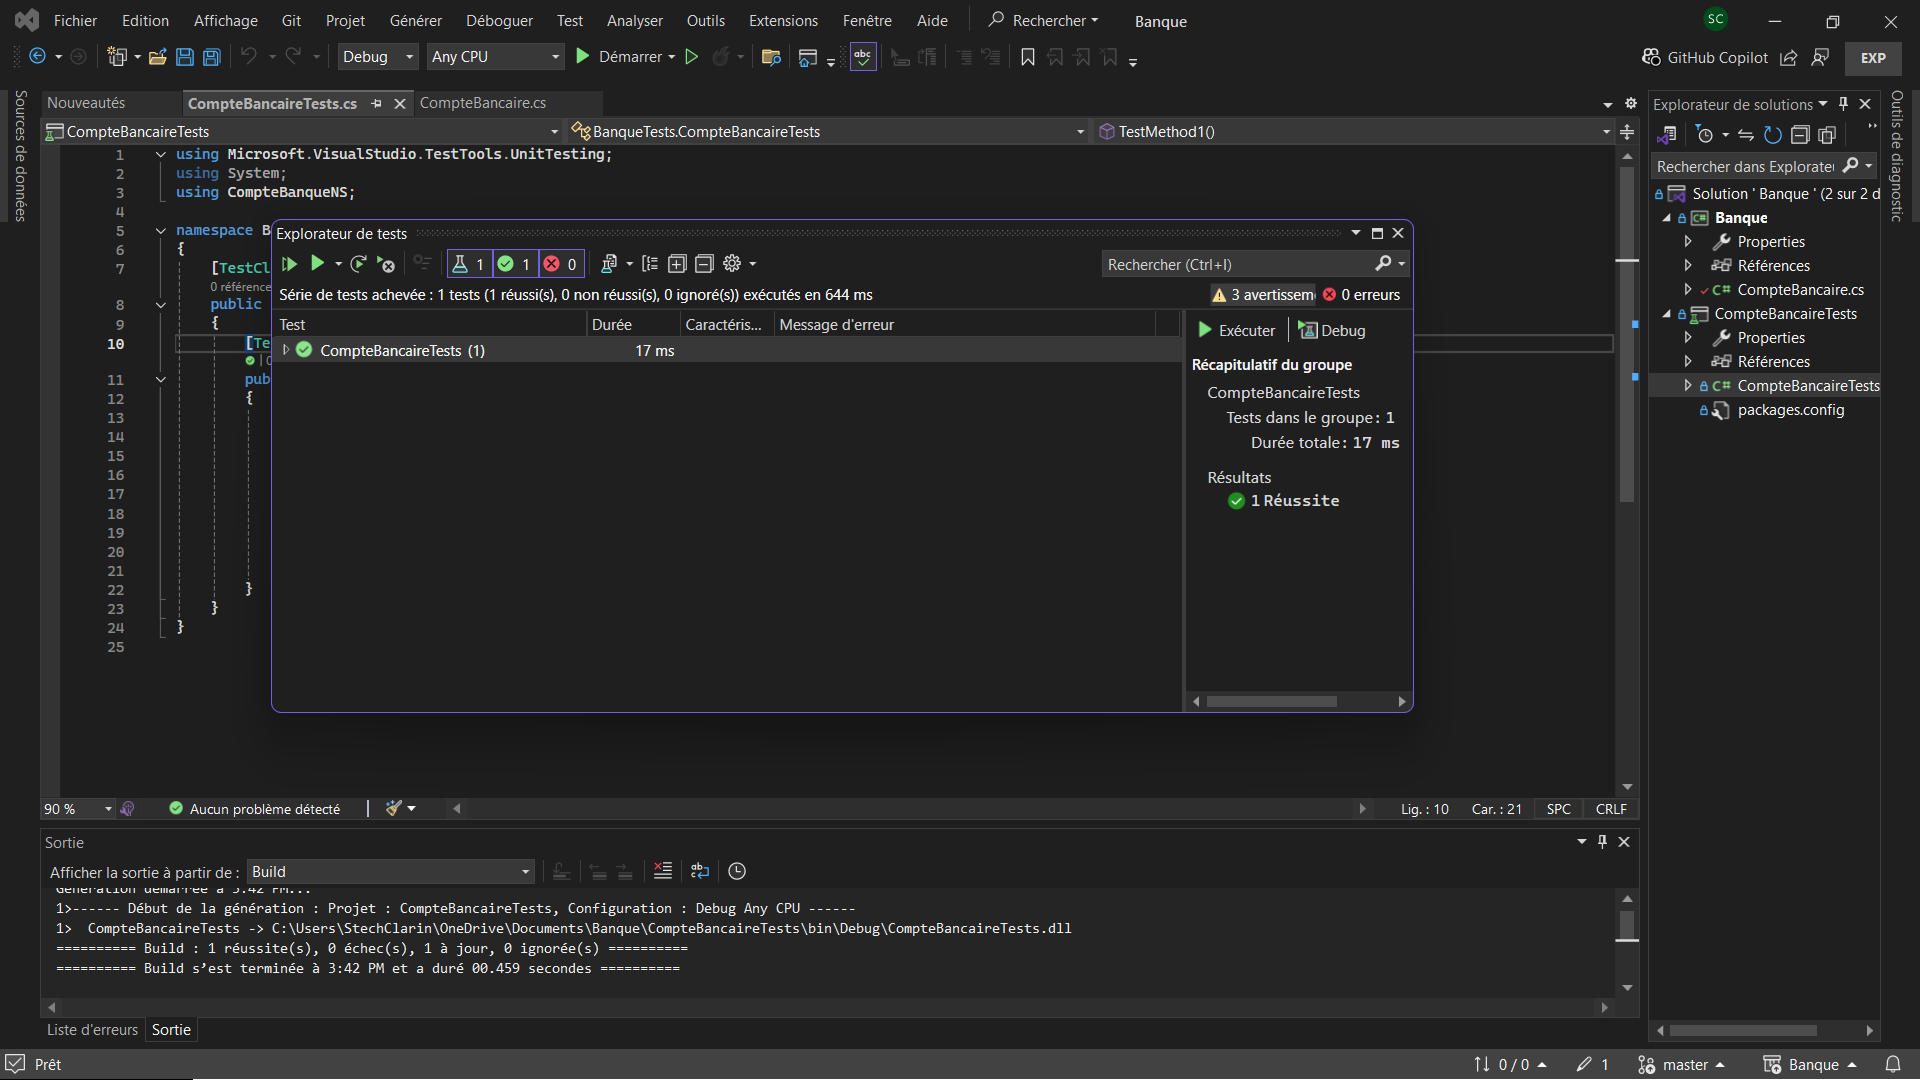 Fichier Edition Affichage Git Projet Générer Déboguer Test Analyser Outils Extensions Fenêtre Aide Rechercher Banque SC
Debug Any CPU Démarrer abc GitHub Copilot EXP
Sources de données
Nouveautés CompteBancaireTests.cs CompteBancaire.cs
CompteBancaireTests BanqueTests.CompteBancaireTests TestMethod1()
1 using Microsoft.VisualStudio.TestTools.UnitTesting;
2 using System;
3 using CompteBanqueNS;
4
5 namespace B
6 {
7 [TestCl
0 référence
8 public
9 {
10 [Te
11 pub
12 {
13
14
15
16
17
18
19
20
21
22 }
23 }
24 }
25
Explorateur de tests
1 1 0 Rechercher (Ctrl+I)
Série de tests achevée : 1 tests (1 réussi(s), 0 non réussi(s), 0 ignoré(s)) exécutés en 644 ms 3 avertissem 0 erreurs
Test Durée Caractéris... Message d'erreur
CompteBancaireTests (1) 17 ms
Exécuter Debug
Récapitulatif du groupe
CompteBancaireTests
Tests dans le groupe: 1
Durée totale: 17 ms
Résultats
1 Réussite
90 % Aucun problème détecté Lig. : 10 Car. : 21 SPC CRLF
Sortie
Afficher la sortie à partir de : Build
1>------ Début de la génération : Projet : CompteBancaireTests, Configuration : Debug Any CPU ------
1> CompteBancaireTests -> C:\Users\StechClarin\OneDrive\Documents\Banque\CompteBancaireTests\bin\Debug\CompteBancaireTests.dll
========== Build : 1 réussite(s), 0 échec(s), 1 à jour, 0 ignorée(s) ==========
========== Build s’est terminée à 3:42 PM et a duré 00.459 secondes ==========
Liste d'erreurs Sortie
Explorateur de solutions
Rechercher dans Explorate
Solution ' Banque ' (2 sur 2 d
Banque
Properties
Références
C# CompteBancaire.cs
CompteBancaireTests
Properties
Références
C# CompteBancaireTests
packages.config
Outils de diagnostic
Prêt 0 / 0 1 master Banque